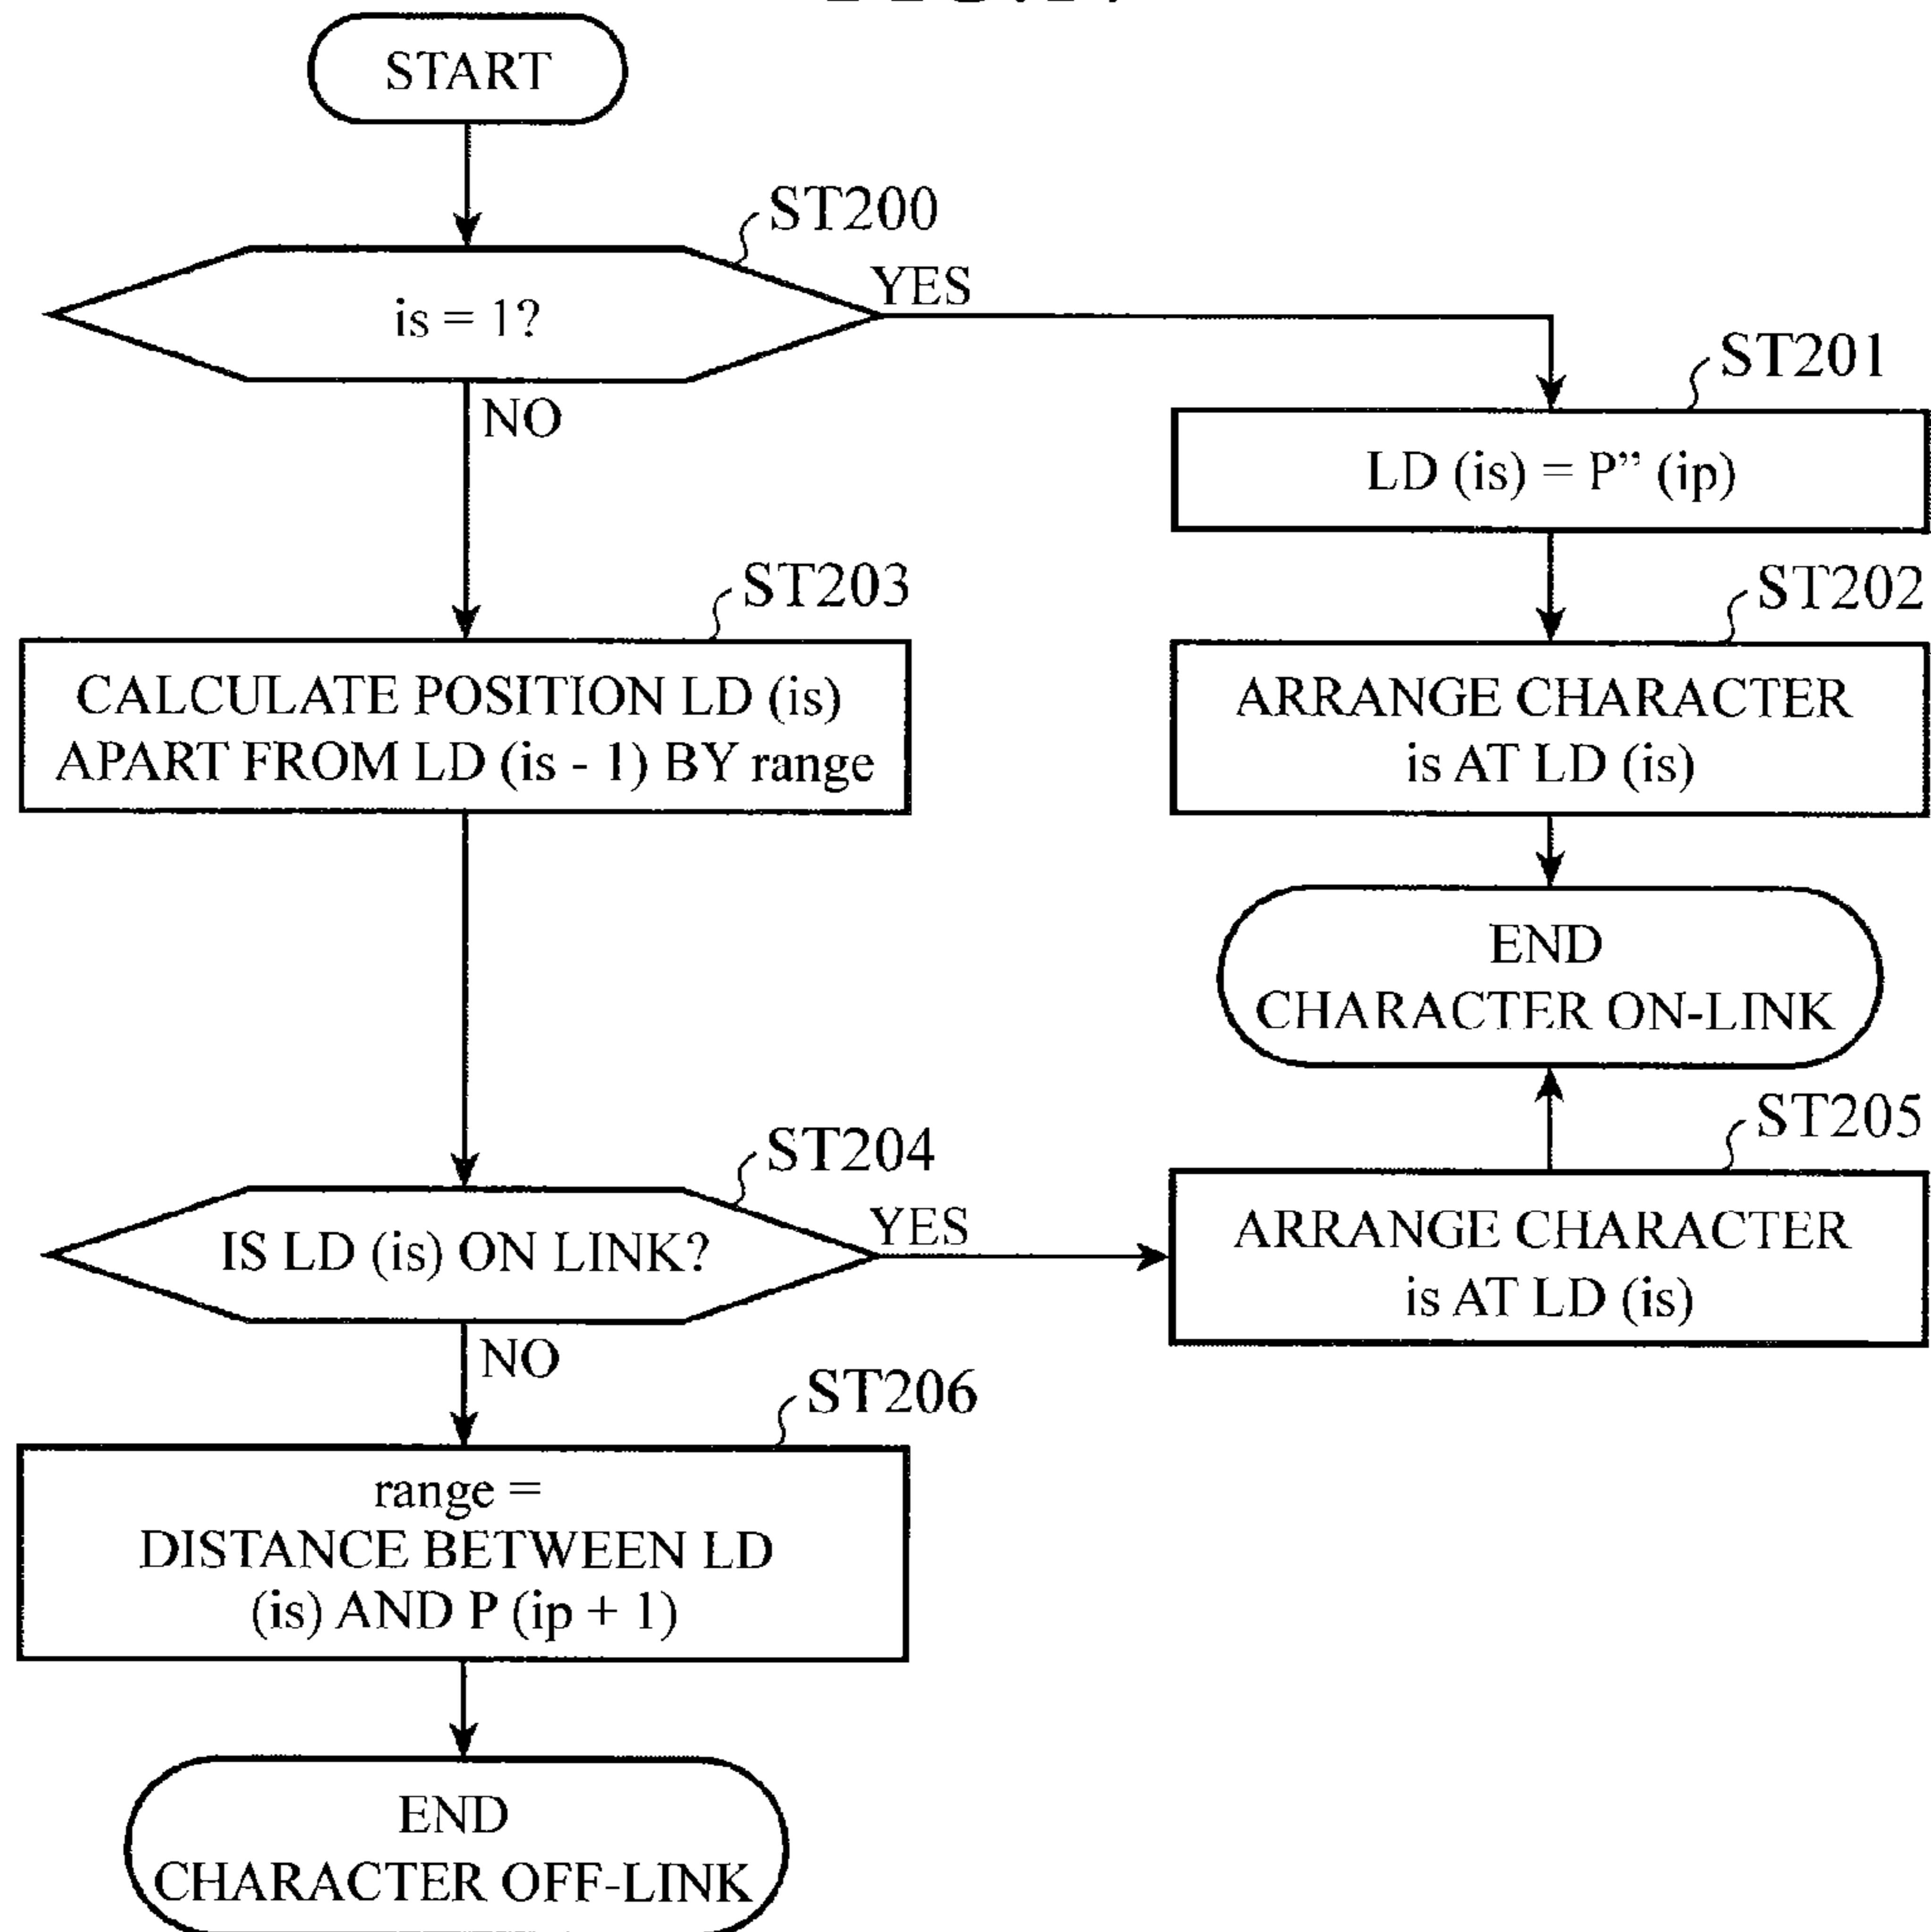 START
ST200
is = 1?
YES
NO
ST201
LD (is) = P” (ip)
ST203
CALCULATE POSITION LD (is)
APART FROM LD (is - 1) BY range
ST202
ARRANGE CHARACTER
is AT LD (is)
END
CHARACTER ON-LINK
ST204
IS LD (is) ON LINK?
YES
NO
ST205
ARRANGE CHARACTER
is AT LD (is)
ST206
range =
DISTANCE BETWEEN LD
(is) AND P (ip + 1)
END
CHARACTER OFF-LINK